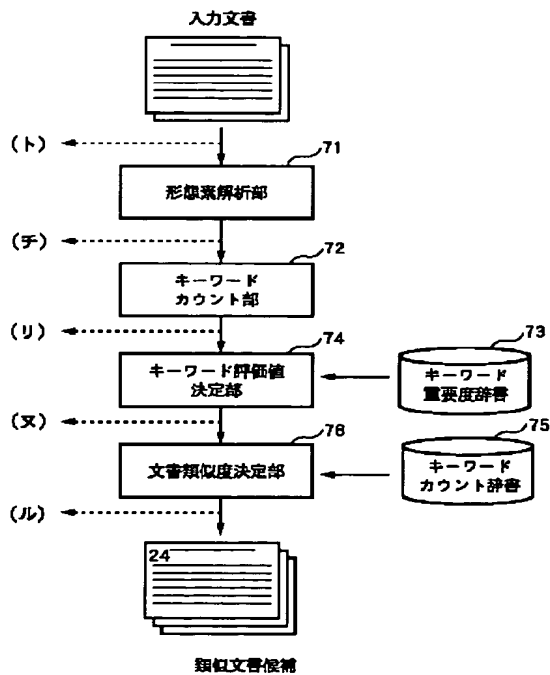 入力文書
(ト)
71
形態素解析部
(チ)
72
キーワード
カウント部
(リ)
74
73
キーワード評価値
決定部
キーワード
重要度辞書
(ヌ)
76
75
文書類似度決定部
キーワード
カウント辞書
(ル)
24
類似文書候補